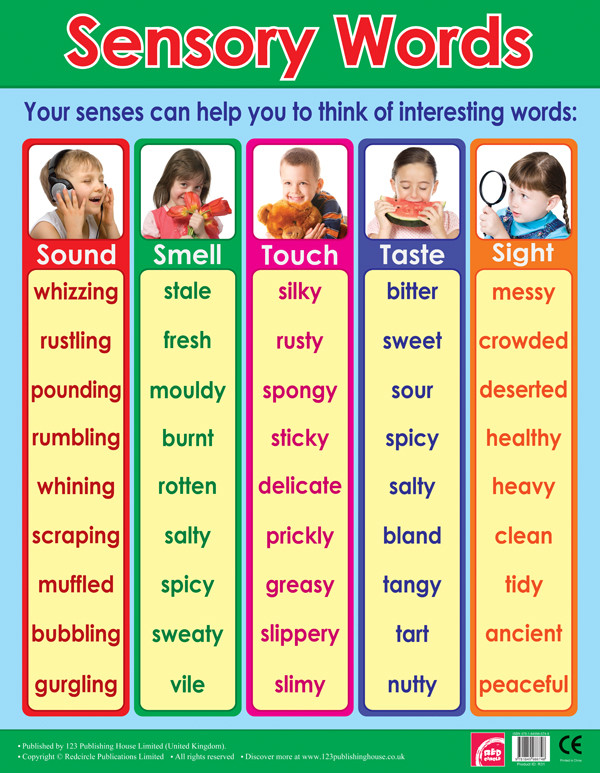 Sensory Words
Your senses can help you to think of interesting words:
Sound
whizzing
rustling
pounding
rumbling
whining
scraping
muffled
bubbling
gurgling
Smell
stale
fresh
mouldy
burnt
rotten
salty
spicy
sweaty
vile
Touch
silky
rusty
spongy
sticky
delicate
prickly
greasy
slippery
slimy
Taste
bitter
sweet
sour
spicy
salty
bland
tangy
tart
nutty
Sight
messy
crowded
deserted
healthy
heavy
clean
tidy
ancient
peaceful
• Published by 123 Publishing House Limited (United Kingdom).
• Copyright © Redcircle Publications Limited • All rights reserved • Discover more at www.123publishinghouse.co.uk
RED
CE
Printed in China